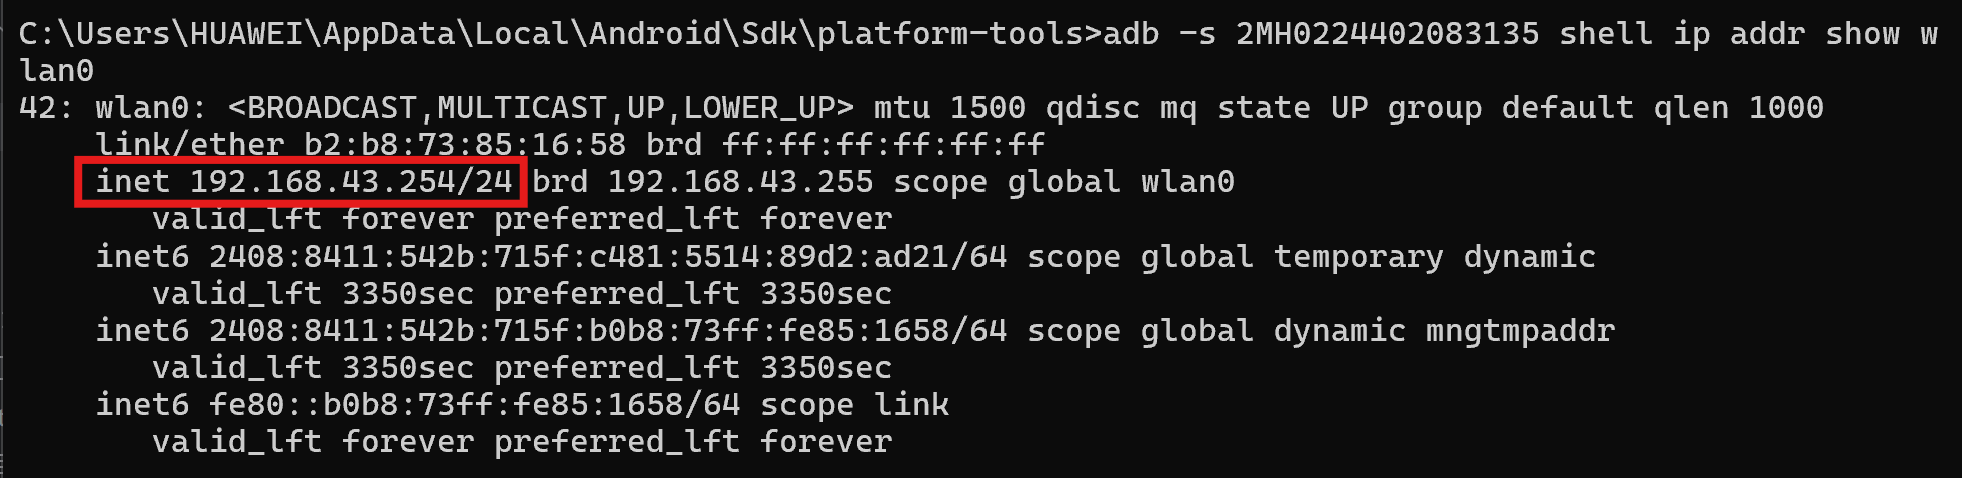 C:\Users\HUAWEI\AppData\Local\Android\Sdk\platform-tools>adb -s 2MH0224402083135 shell ip addr show w
lan0
42: wlan0: <BROADCAST,MULTICAST,UP,LOWER_UP> mtu 1500 qdisc mq state UP group default qlen 1000
    link/ether b2:b8:73:85:16:58 brd ff:ff:ff:ff:ff:ff
    inet 192.168.43.254/24 brd 192.168.43.255 scope global wlan0
       valid_lft forever preferred_lft forever
    inet6 2408:8411:542b:715f:c481:5514:89d2:ad21/64 scope global temporary dynamic
       valid_lft 3350sec preferred_lft 3350sec
    inet6 2408:8411:542b:715f:b0b8:73ff:fe85:1658/64 scope global dynamic mngtmpaddr
       valid_lft 3350sec preferred_lft 3350sec
    inet6 fe80::b0b8:73ff:fe85:1658/64 scope link
       valid_lft forever preferred_lft forever